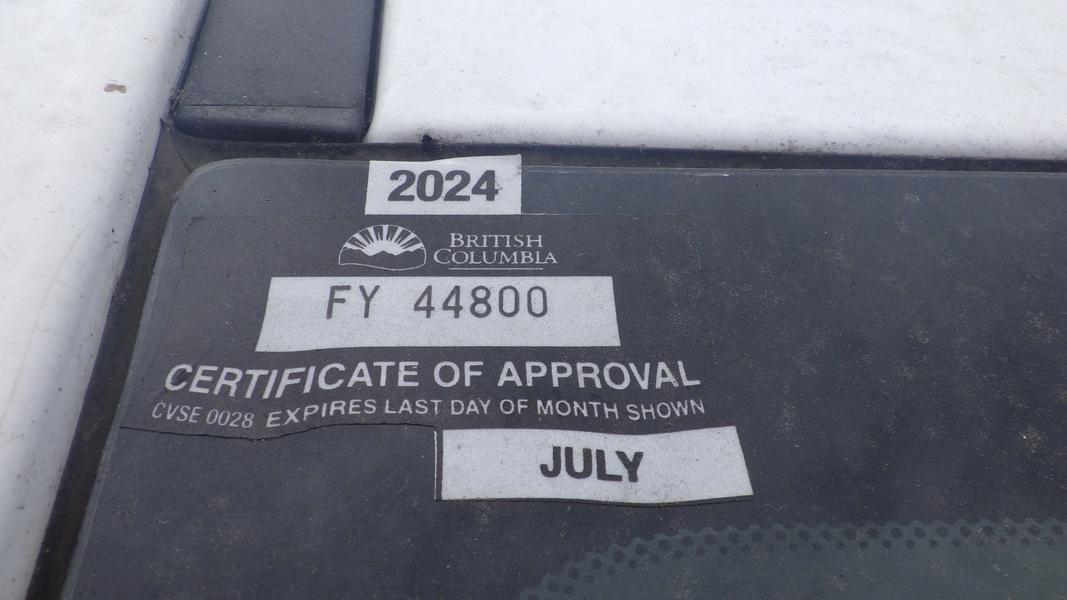 2024
BRITISH
COLUMBIA
FY 44800
CERTIFICATE OF APPROVAL
CVSE 0028 EXPIRES LAST DAY OF MONTH SHOWN
JULY